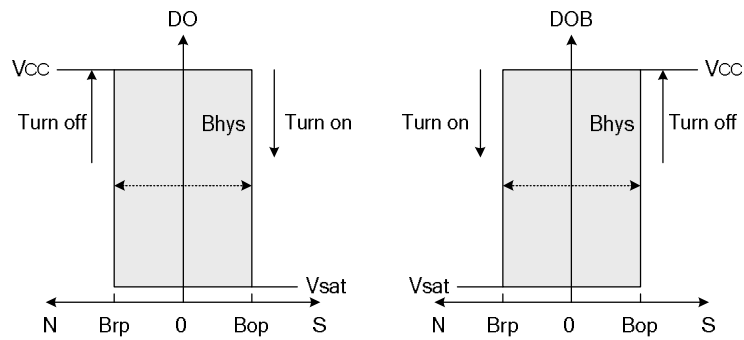 DO
VCC
Turn off
Bhys
Turn on
Vsat
N Brp 0 Bop S
DOB
VCC
Turn on
Bhys
Turn off
Vsat
N Brp 0 Bop S